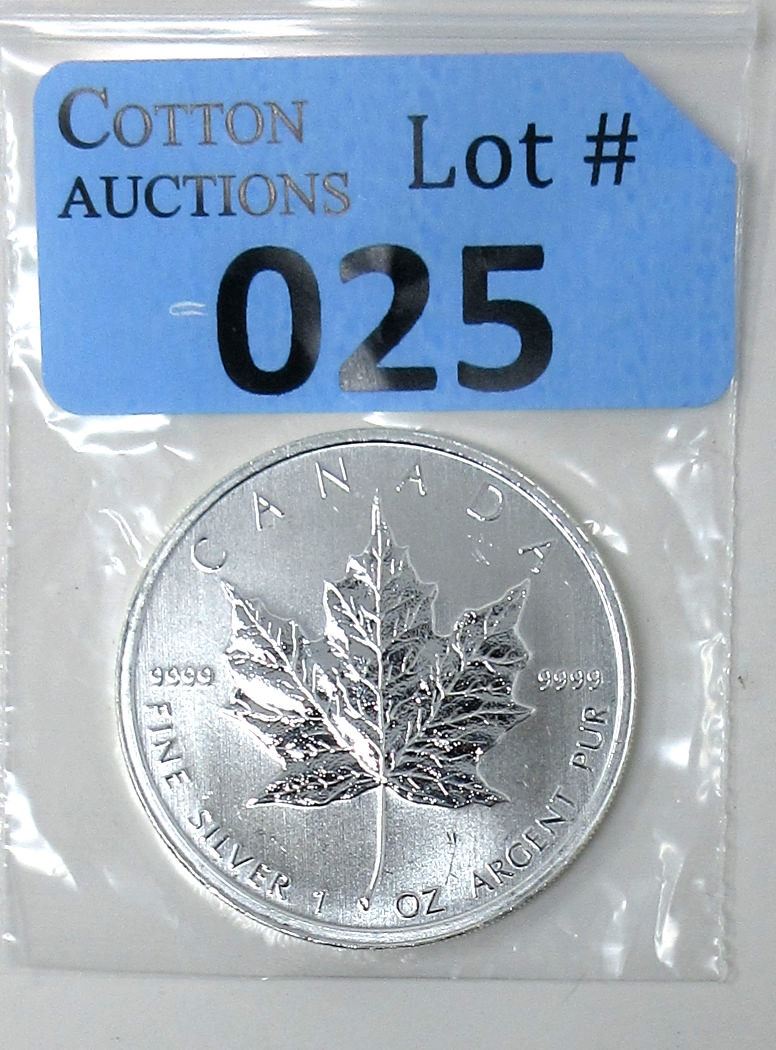 COTTON
AUCTIONS
Lot #
025
CANADA
9999 9999
FINE SILVER 1 OZ ARGENT PUR